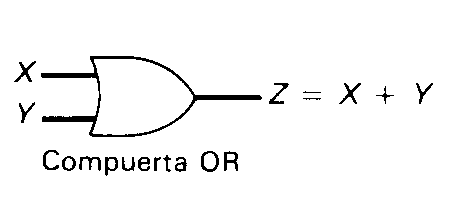 X
Y
Z = X + Y
Compuerta OR